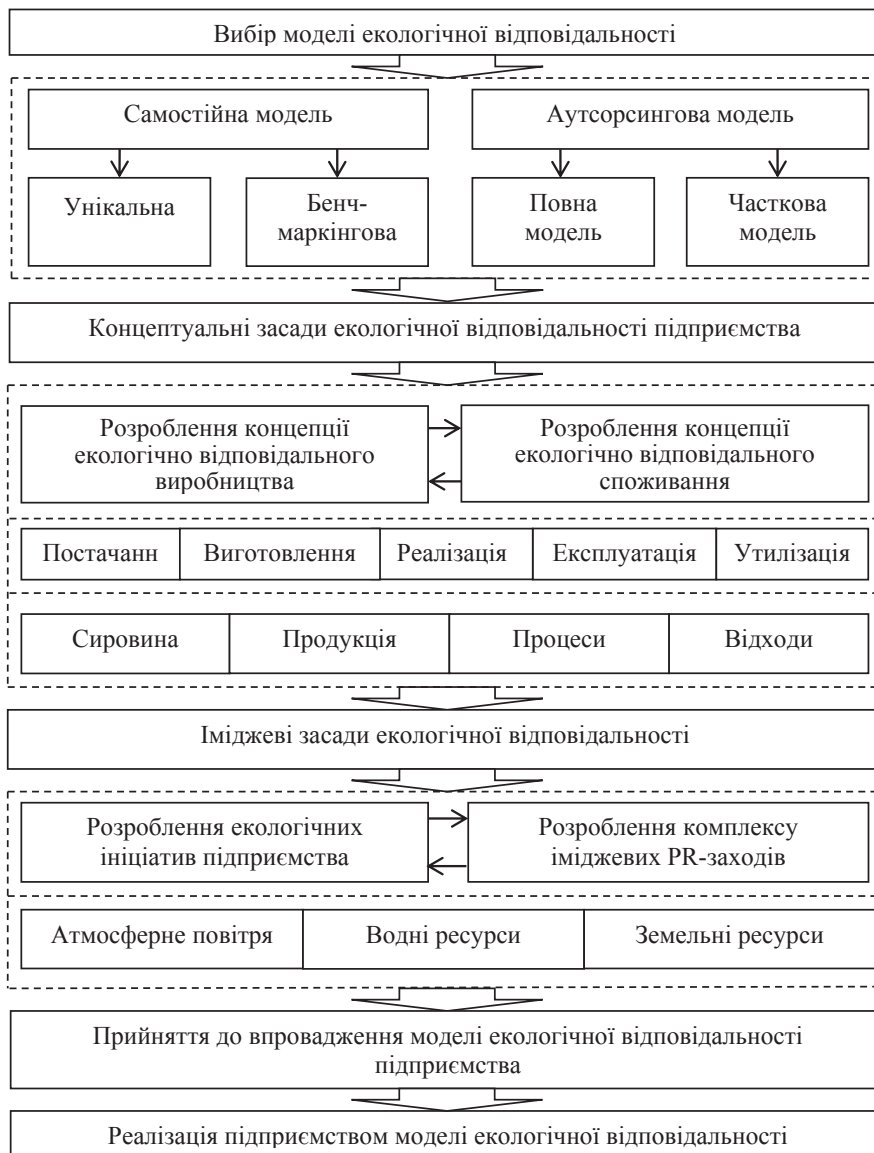 Вибір моделі екологічної відповідальності
Самостійна модель
Аутсорсингова модель
Унікальна
Бенч-
маркінгова
Повна
модель
Часткова
модель
Концептуальні засади екологічної відповідальності підприємства
Розроблення концепції
екологічно відповідального
виробництва
Розроблення концепції
екологічно відповідального
споживання
Постачанн
Виготовлення
Реалізація
Експлуатація
Утилізація
Сировина
Продукція
Процеси
Відходи
Іміджеві засади екологічної відповідальності
Розроблення екологічних
ініціатив підприємства
Розроблення комплексу
іміджевих PR-заходів
Атмосферне повітря
Водні ресурси
Земельні ресурси
Прийняття до впровадження моделі екологічної відповідальності
підприємства
Реалізація підприємством моделі екологічної відповідальності